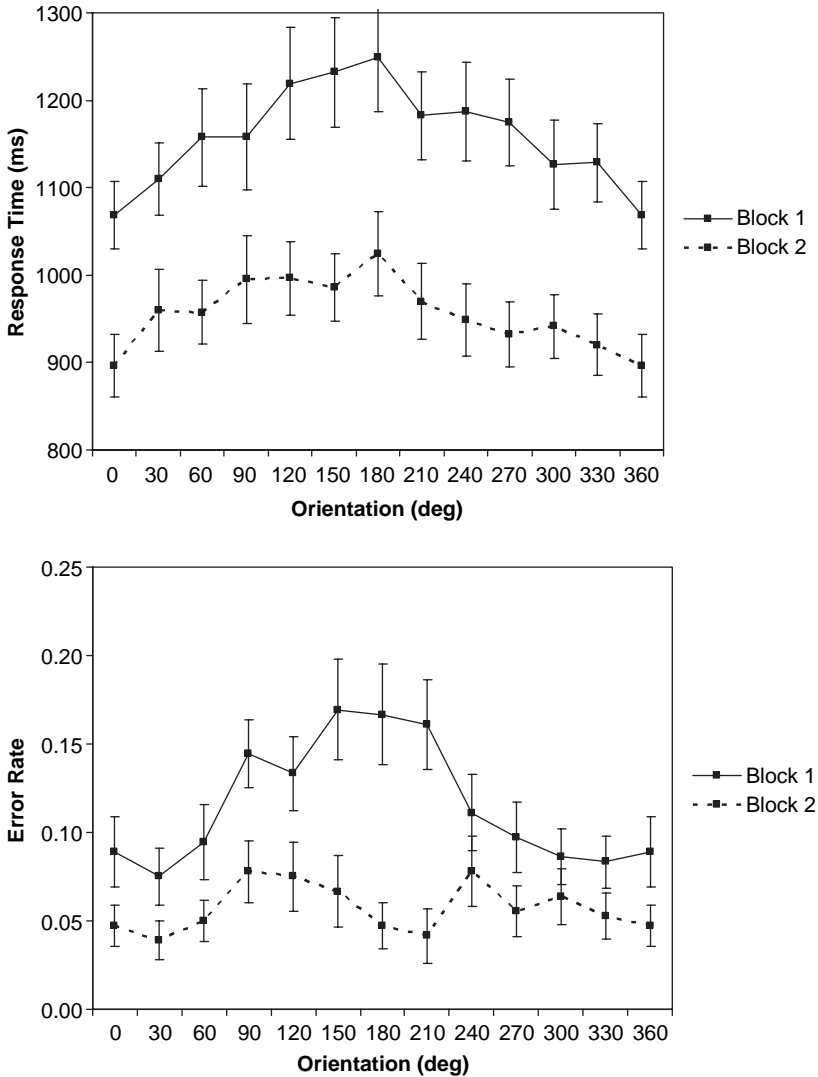 1300
1200
1100
1000
900
800
Response Time (ms)
0 30 60 90 120 150 180 210 240 270 300 330 360
Orientation (deg)
Block 1
Block 2
0.25
0.20
0.15
0.10
0.05
0.00
Error Rate
0 30 60 90 120 150 180 210 240 270 300 330 360
Orientation (deg)
Block 1
Block 2